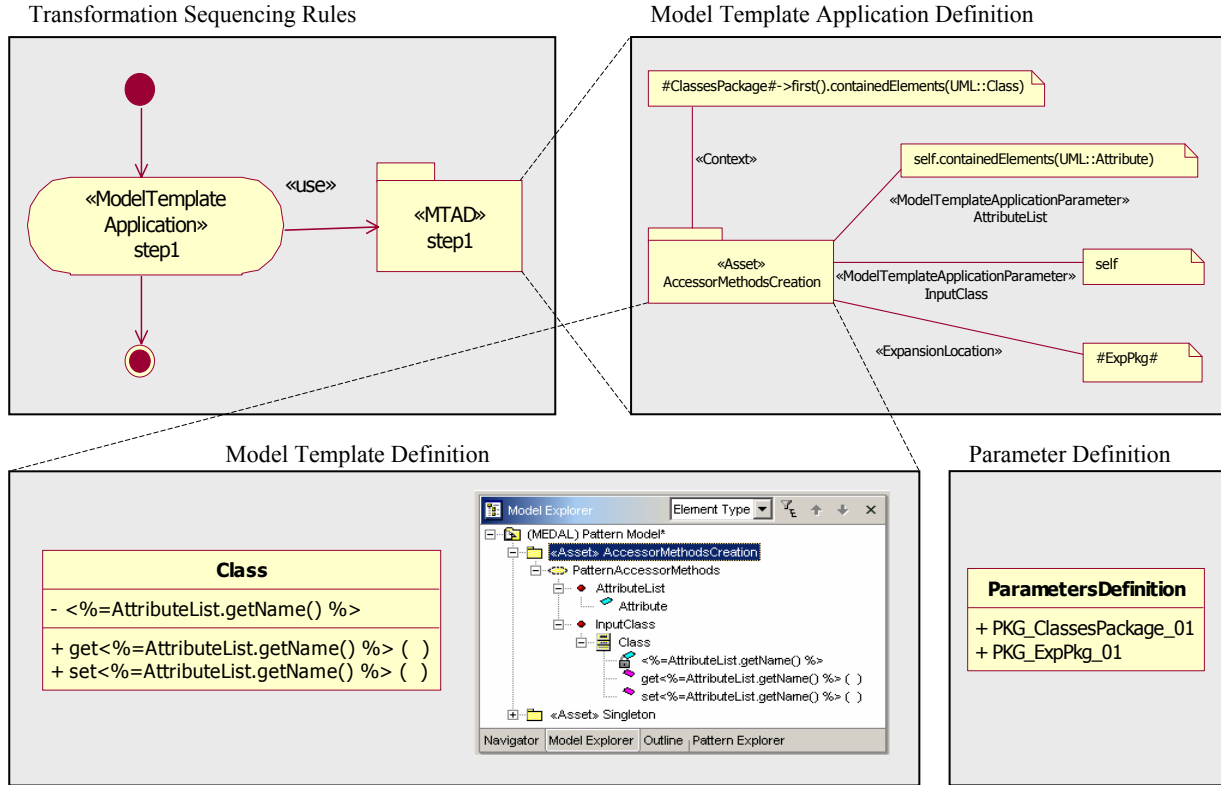 Transformation Sequencing Rules
Model Template Application Definition
«ModelTemplate
Application»
step1
«use»
«MTAD»
step1
#ClassesPackage#->first().containedElements(UML::Class)
«Context»
self.containedElements(UML::Attribute)
«ModelTemplateApplicationParameter»
AttributeList
«Asset»
AccessorMethodsCreation
self
«ModelTemplateApplicationParameter»
InputClass
«ExpansionLocation»
#ExpPkg#
Model Template Definition
Parameter Definition
Class
- <%=AttributeList.getName() %>
+ get<%=AttributeList.getName() %> ( )
+ set<%=AttributeList.getName() %> ( )
Model Explorer
Element Type
(MEDAL) Pattern Model*
«Asset» AccessorMethodsCreation
PatternAccessorMethods
AttributeList
Attribute
InputClass
Class
<%=AttributeList.getName() %>
get<%=AttributeList.getName() %> ( )
set<%=AttributeList.getName() %> ( )
«Asset» Singleton
Navigator Model Explorer Outline Pattern Explorer
ParametersDefinition
+ PKG_ClassesPackage_01
+ PKG_ExpPkg_01